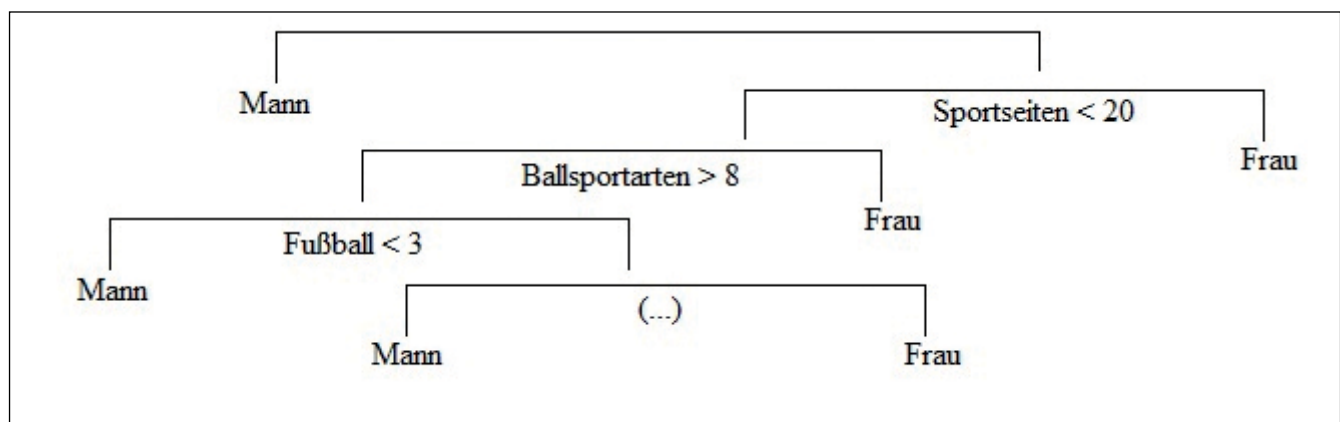 Mann
Sportseiten < 20
Frau
Ballsportarten > 8
Frau
Fußball < 3
Mann
(...)
Mann
Frau